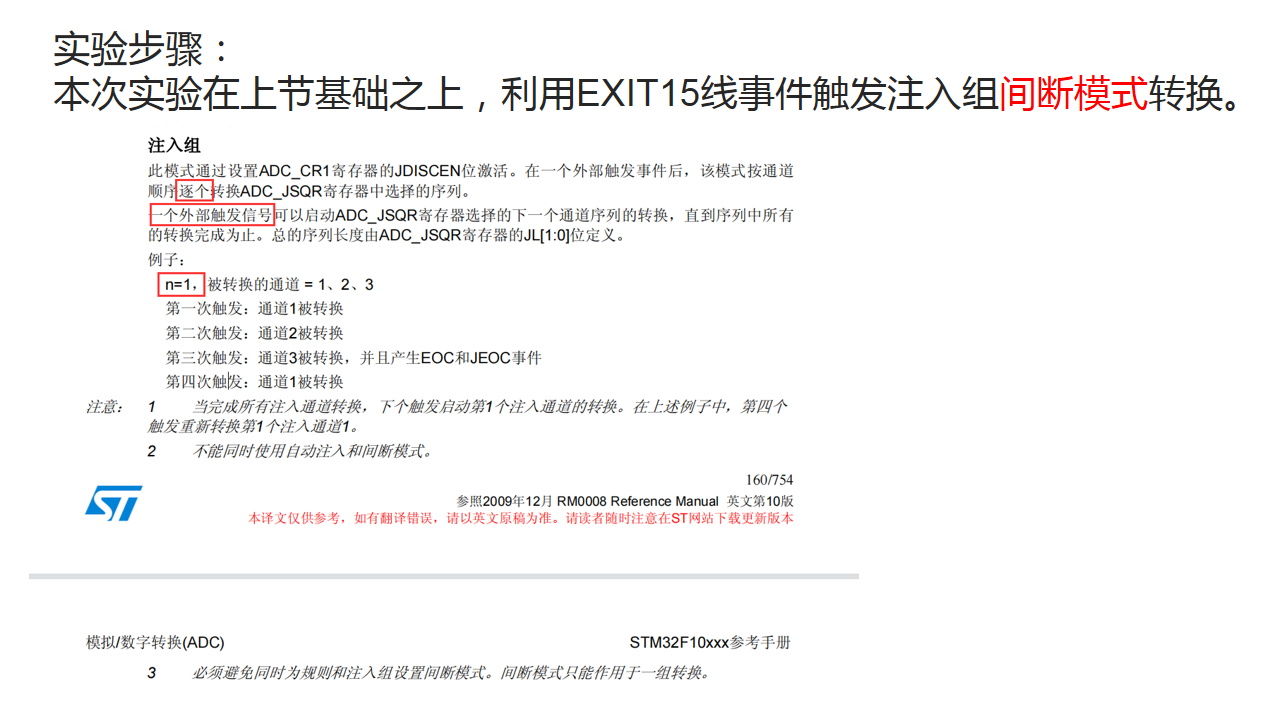 实验步骤：
本次实验在上节基础之上，利用EXIT15线事件触发注入组间断模式转换。
注入组
此模式通过设置ADC_CR1寄存器的JDISCEN位激活。在一个外部触发事件后，该模式按通道
顺序逐个转换ADC_JSQR寄存器中选择的序列。
一个外部触发信号可以启动ADC_JSQR寄存器选择的下一个通道序列的转换，直到序列中所有
的转换完成为止。总的序列长度由ADC_JSQR寄存器的JL[1:0]位定义。
例子：
n=1，被转换的通道 = 1、2、3
第一次触发：通道1被转换
第二次触发：通道2被转换
第三次触发：通道3被转换，并且产生EOC和JEOC事件
第四次触发：通道1被转换
注意： 1 当完成所有注入通道转换，下个触发启动第1个注入通道的转换。在上述例子中，第四个
触发重新转换第1个注入通道1。
2 不能同时使用自动注入和间断模式。
160/754
ST
参照2009年12月 RM0008 Reference Manual 英文第10版
本译文仅供参考，如有翻译错误，请以英文原稿为准。请读者随时注意在ST网站下载更新版本
模拟/数字转换(ADC) STM32F10xxx参考手册
3 必须避免同时为规则和注入组设置间断模式。间断模式只能作用于一组转换。